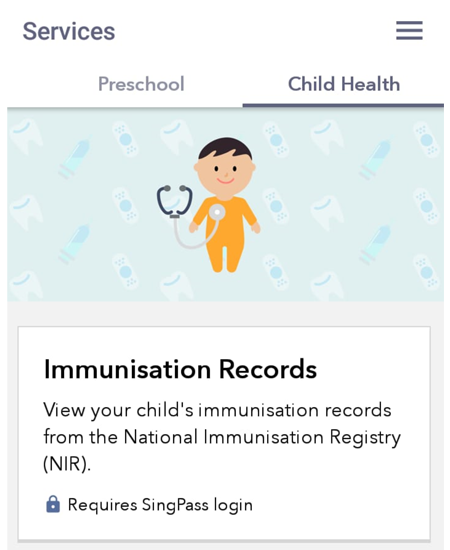 Services
Preschool
Child Health
Immunisation Records
View your child's immunisation records
from the National Immunisation Registry
(NIR).
Requires SingPass login